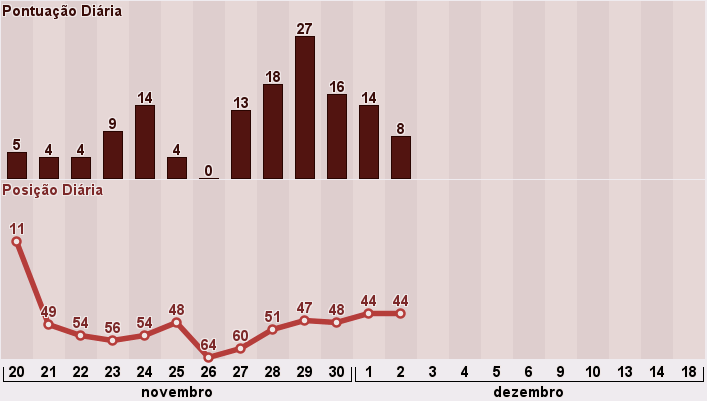 Pontuação Diária
5 4 4 9 14 4 0 13 18 27 16 14 8
Posição Diária
11 49 54 56 54 48 64 60 51 47 48 44 44
20 21 22 23 24 25 26 27 28 29 30 1 2 3 4 5 6 9 10 13 14 18
novembro dezembro